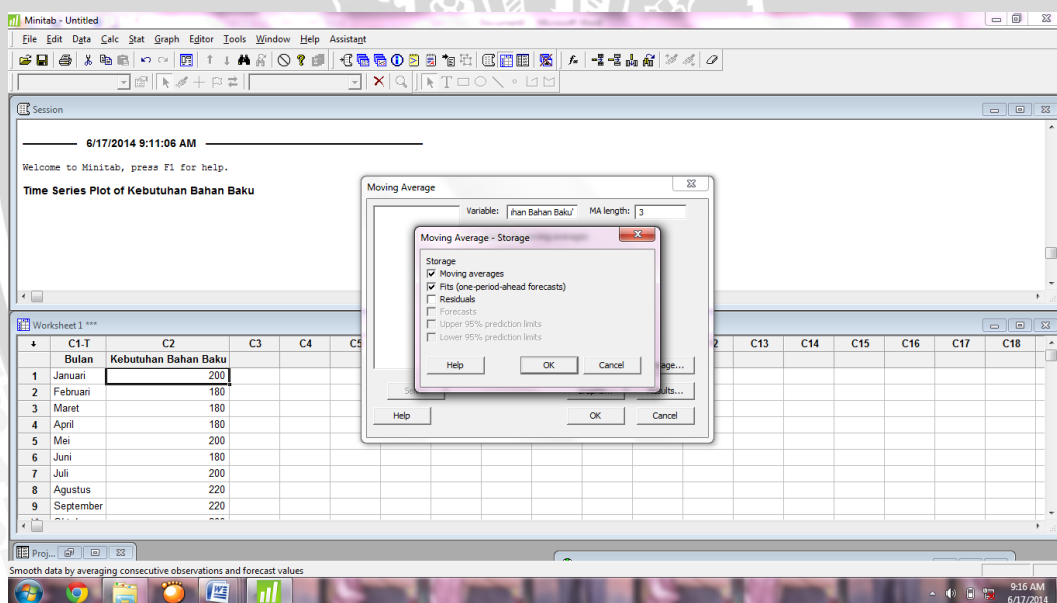 Minitab - Untitled
File Edit Data Calc Stat Graph Editor Tools Window Help Assistant
Session
6/17/2014 9:11:06 AM
Welcome to Minitab, press F1 for help.
Time Series Plot of Kebutuhan Bahan Baku
Moving Average
Variable: ihan Bahan Baku' MA length: 3
Moving Average - Storage
Storage
Moving averages
Fits (one-period-ahead forecasts)
Residuals
Forecasts
Upper 95% prediction limits
Lower 95% prediction limits
Help OK Cancel
Help OK Cancel
Worksheet 1 ***
C1-T C2 C3 C4 C13 C14 C15 C16 C17 C18
Bulan Kebutuhan Bahan Baku
1 Januari 200
2 Februari 180
3 Maret 180
4 April 180
5 Mei 200
6 Juni 180
7 Juli 200
8 Agustus 220
9 September 220
Proj...
Smooth data by averaging consecutive observations and forecast values
9:16 AM
6/17/2014